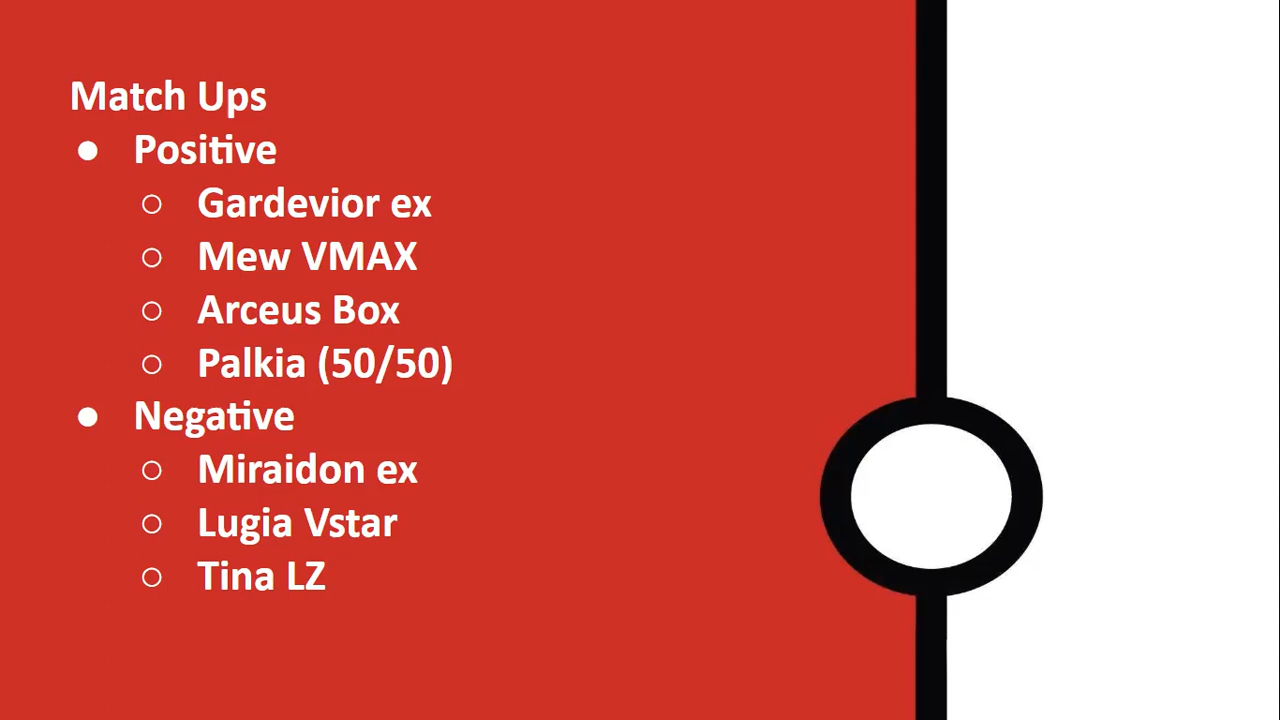 Match Ups
● Positive
○ Gardevior ex
○ Mew VMAX
○ Arceus Box
○ Palkia (50/50)
● Negative
○ Miraidon ex
○ Lugia Vstar
○ Tina LZ